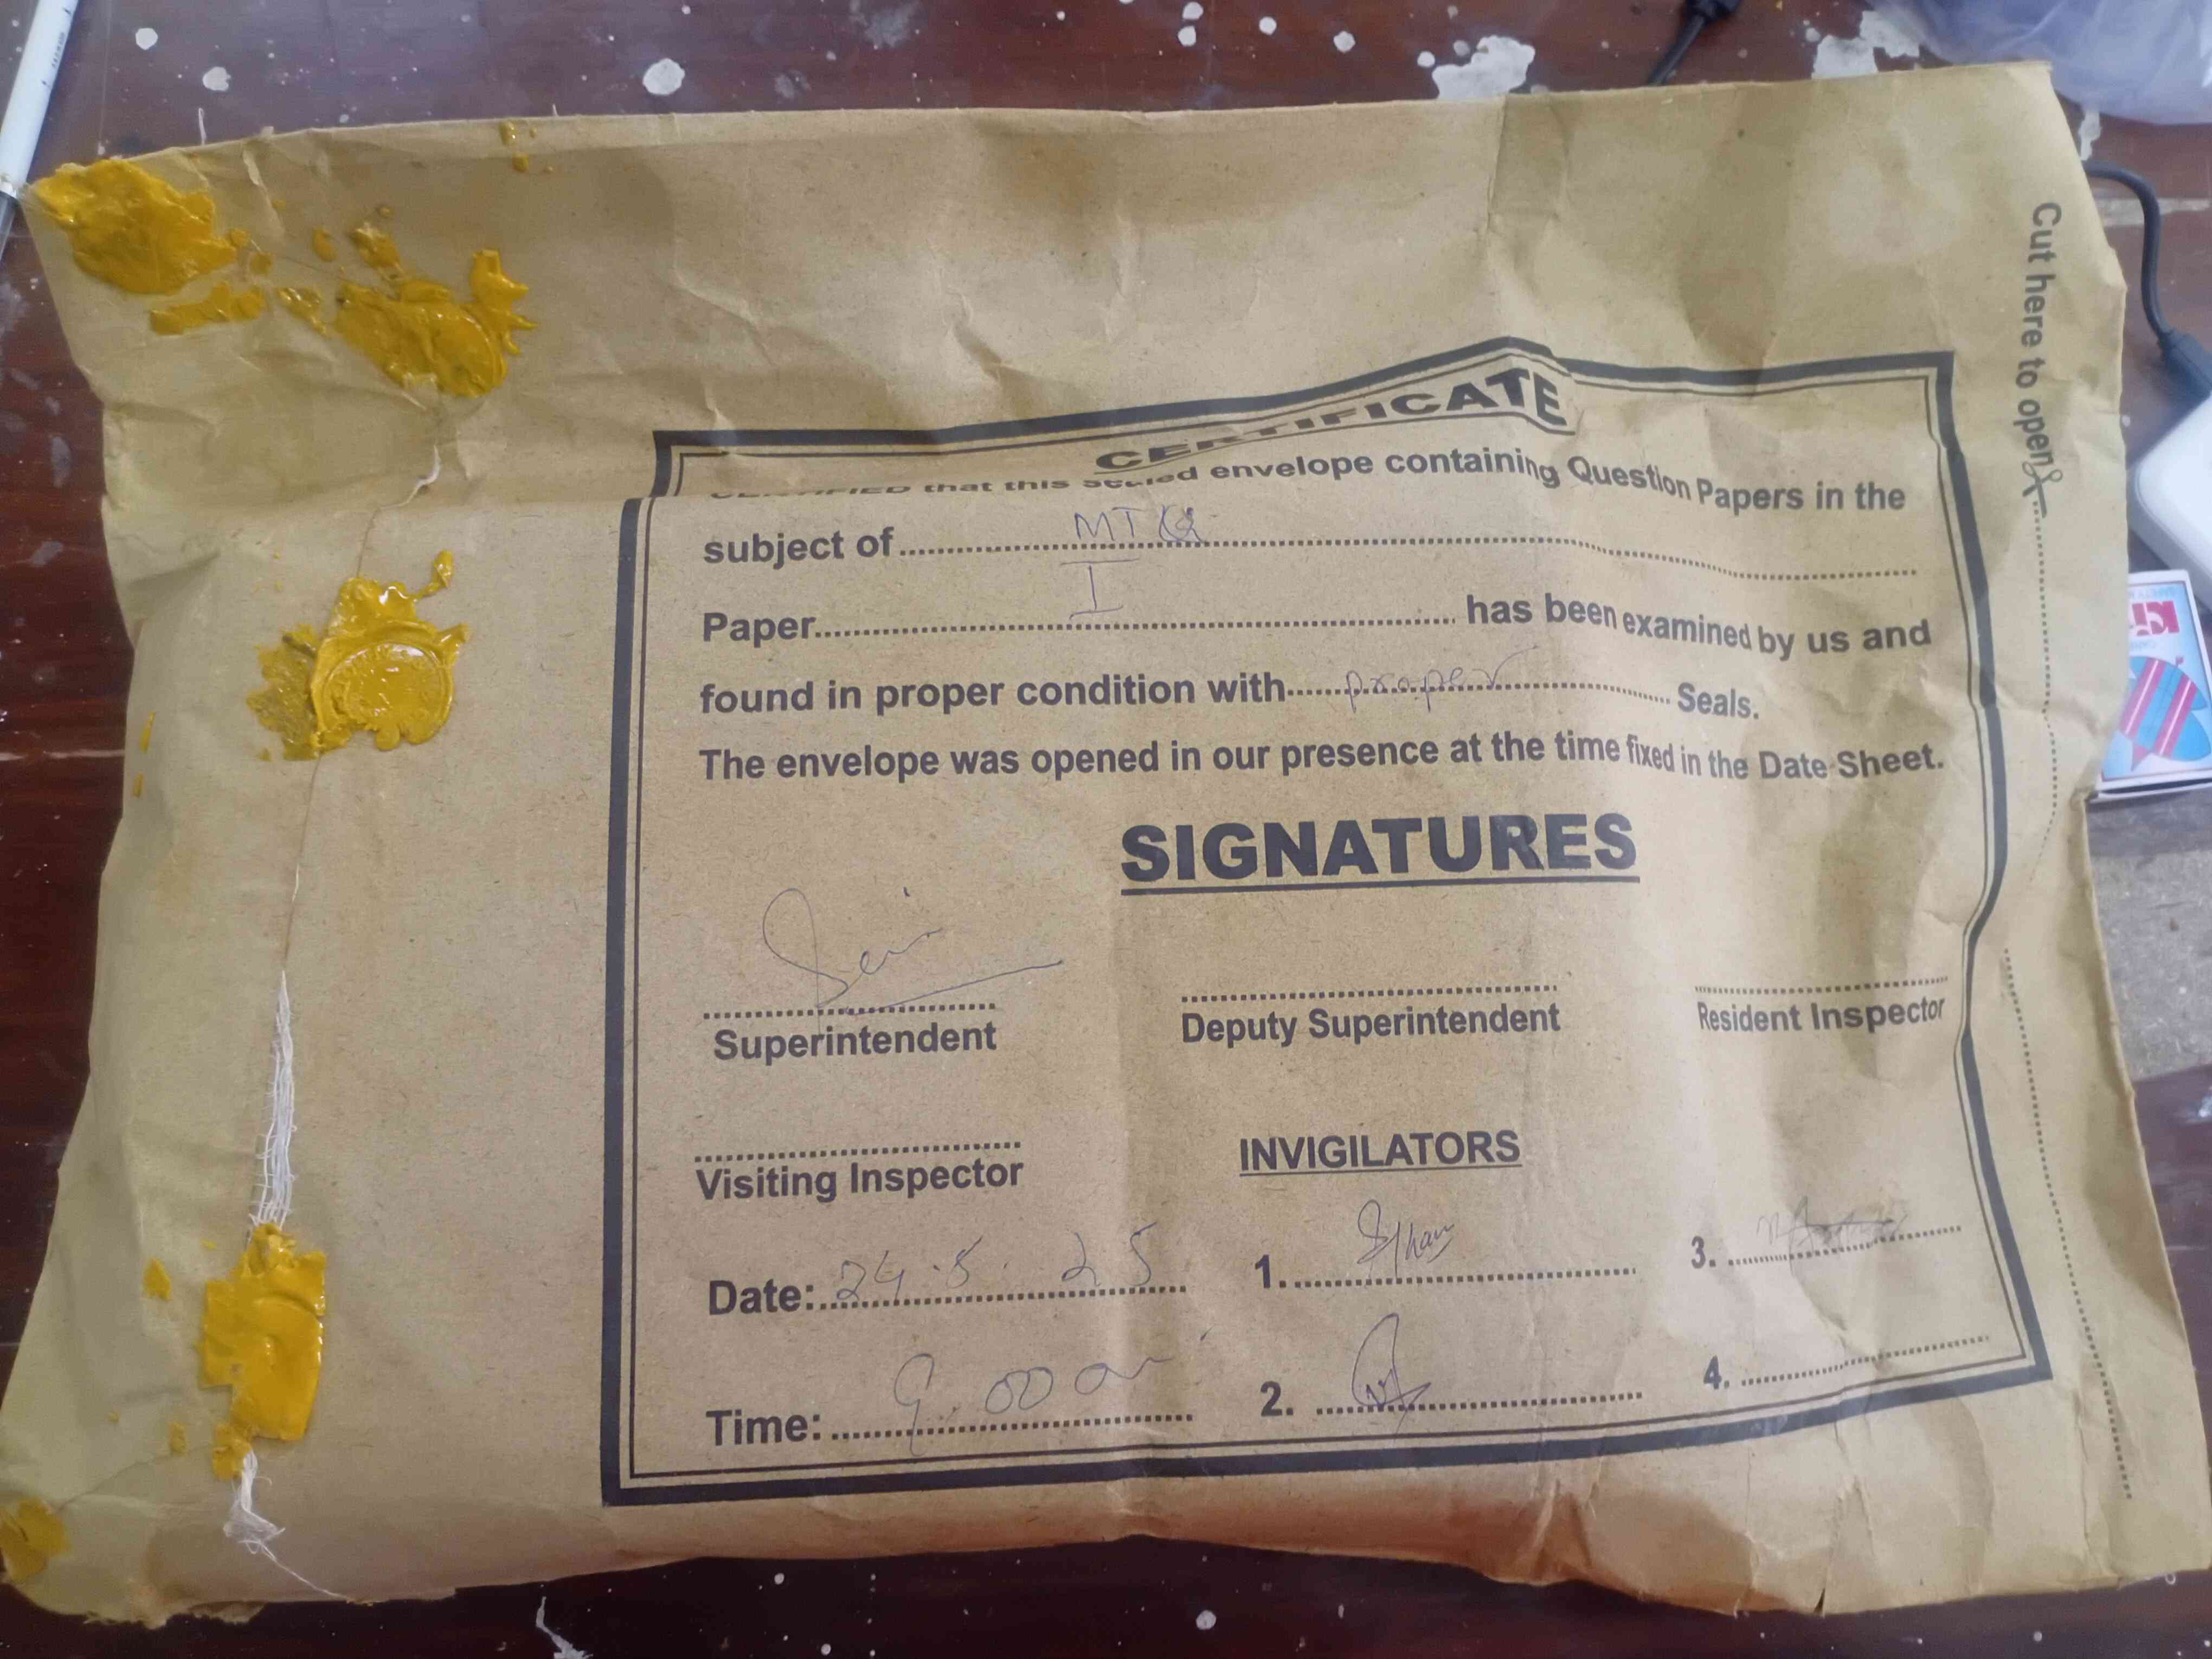 Cut here to open
CERTIFICATE
CERTIFIED that this sealed envelope containing Question Papers in the
subject of MTQ
Paper I has been examined by us and
found in proper condition with proper Seals.
The envelope was opened in our presence at the time fixed in the Date Sheet.
SIGNATURES
Superintendent
Deputy Superintendent
Resident Inspector
Visiting Inspector
INVIGILATORS
Date: 24.5.25
1.
3.
Time: 9.00 am
2.
4.